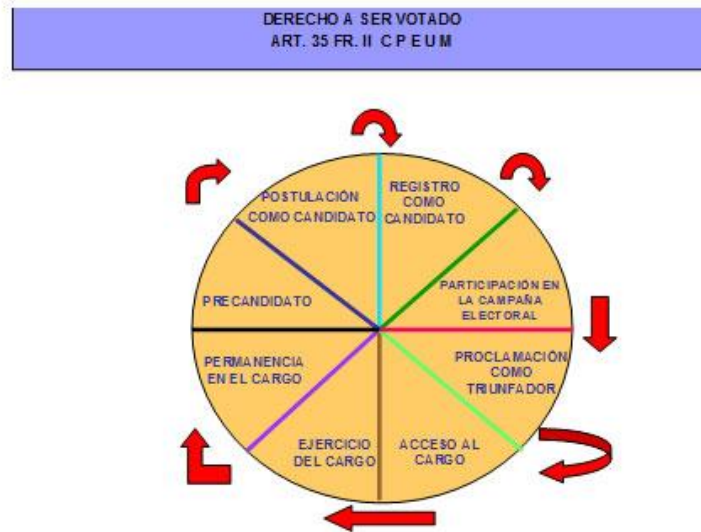 DERECHO A SER VOTADO
ART. 35 FR. II C P E U M
POSTULACIÓN
COMO CANDIDATO
REGISTRO
COMO
CANDIDATO
PARTICIPACIÓN EN
LA CAMPAÑA
ELECTORAL
PROCLAMACIÓN
COMO
TRIUNFADOR
ACCESO AL
CARGO
EJERCICIO
DEL CARGO
PERMANENCIA
EN EL CARGO
PRECANDIDATO